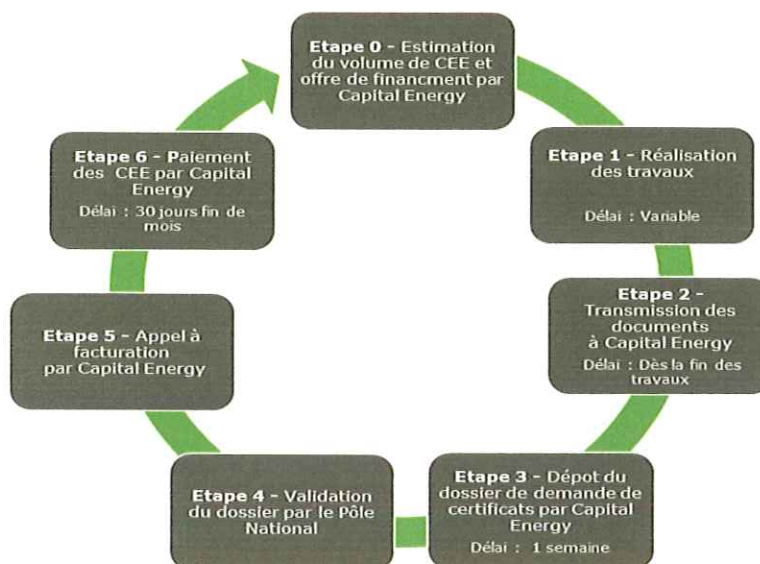 Etape 0 - Estimation
du volume de CEE et
offre de financment par
Capital Energy
Etape 1 - Réalisation
des travaux
Délai : Variable
Etape 2 -
Transmission des
documents
à Capital Energy
Délai : Dès la fin des
travaux
Etape 3 - Dépot du
dossier de demande de
certificats par Capital
Energy
Délai : 1 semaine
Etape 4 - Validation
du dossier par le Pôle
National
Etape 5 - Appel à
facturation
par Capital Energy
Etape 6 - Paiement
des CEE par Capital
Energy
Délai : 30 jours fin de
mois